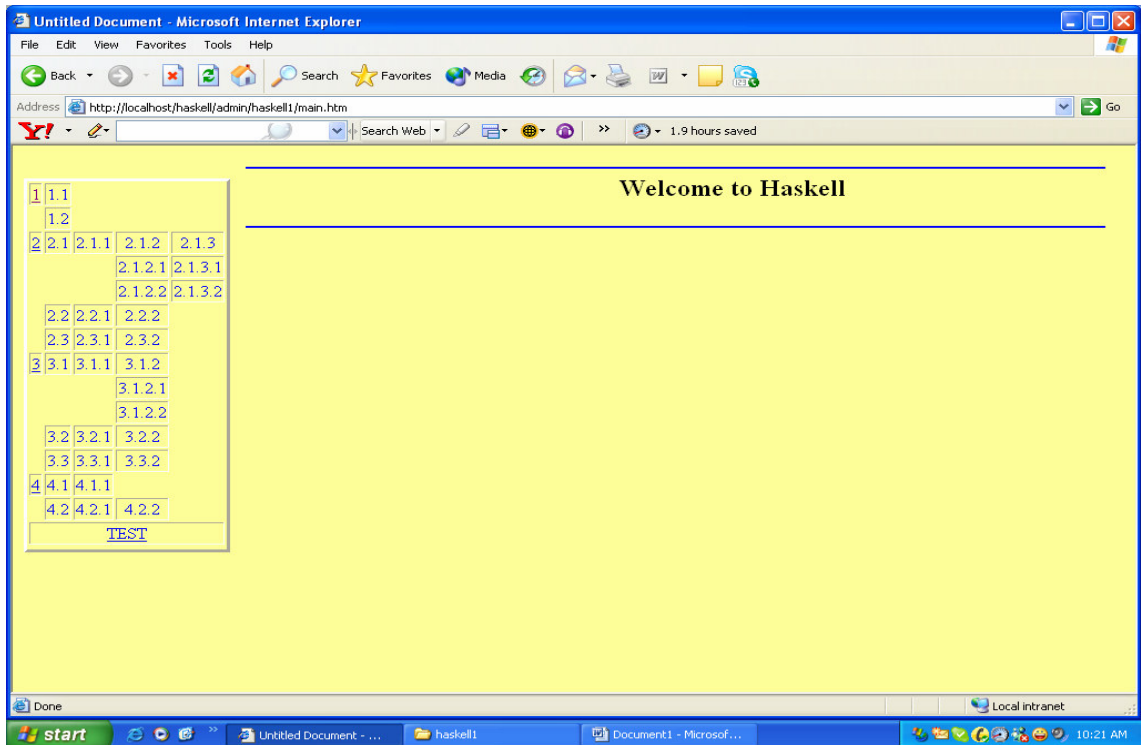 Untitled Document - Microsoft Internet Explorer
File Edit View Favorites Tools Help
Back Search Favorites Media
Address http://localhost/haskell/admin/haskell1/main.htm Go
Y! Search Web >> 1.9 hours saved
Welcome to Haskell
1 1.1
1.2
2 2.1 2.1.1 2.1.2 2.1.3
2.1.2.1 2.1.3.1
2.1.2.2 2.1.3.2
2.2 2.2.1 2.2.2
2.3 2.3.1 2.3.2
3 3.1 3.1.1 3.1.2
3.1.2.1
3.1.2.2
3.2 3.2.1 3.2.2
3.3 3.3.1 3.3.2
4 4.1 4.1.1
4.2 4.2.1 4.2.2
TEST
Done Local intranet
start Untitled Document - ... haskell1 Document1 - Microsof... 10:21 AM